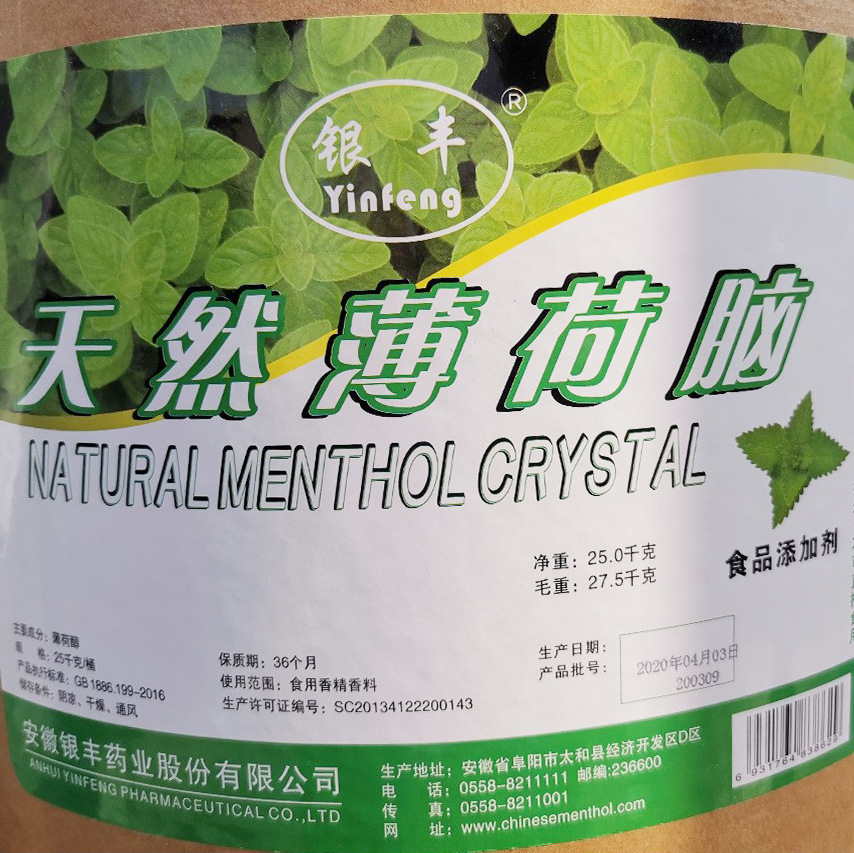 银丰®
Yinfeng
天然薄荷脑
NATURAL MENTHOL CRYSTAL
食品添加剂
净重：25.0千克
毛重：27.5千克
主要成分：薄荷醇
规 格：25千克/桶
产品执行标准：GB 1886.199-2016
储存条件：阴凉、干燥、通风
保质期：36个月
使用范围：食用香精香料
生产许可证编号：SC20134122200143
生产日期：2020年04月03日
产品批号：200309
安徽银丰药业股份有限公司
ANHUI YINFENG PHARMACEUTICAL CO.,LTD
生产地址：安徽省阜阳市太和县经济开发区D区
电 话：0558-8211111 邮编:236600
传 真：0558-8211001
网 址：www.chinesementhol.com
6 931764 838629